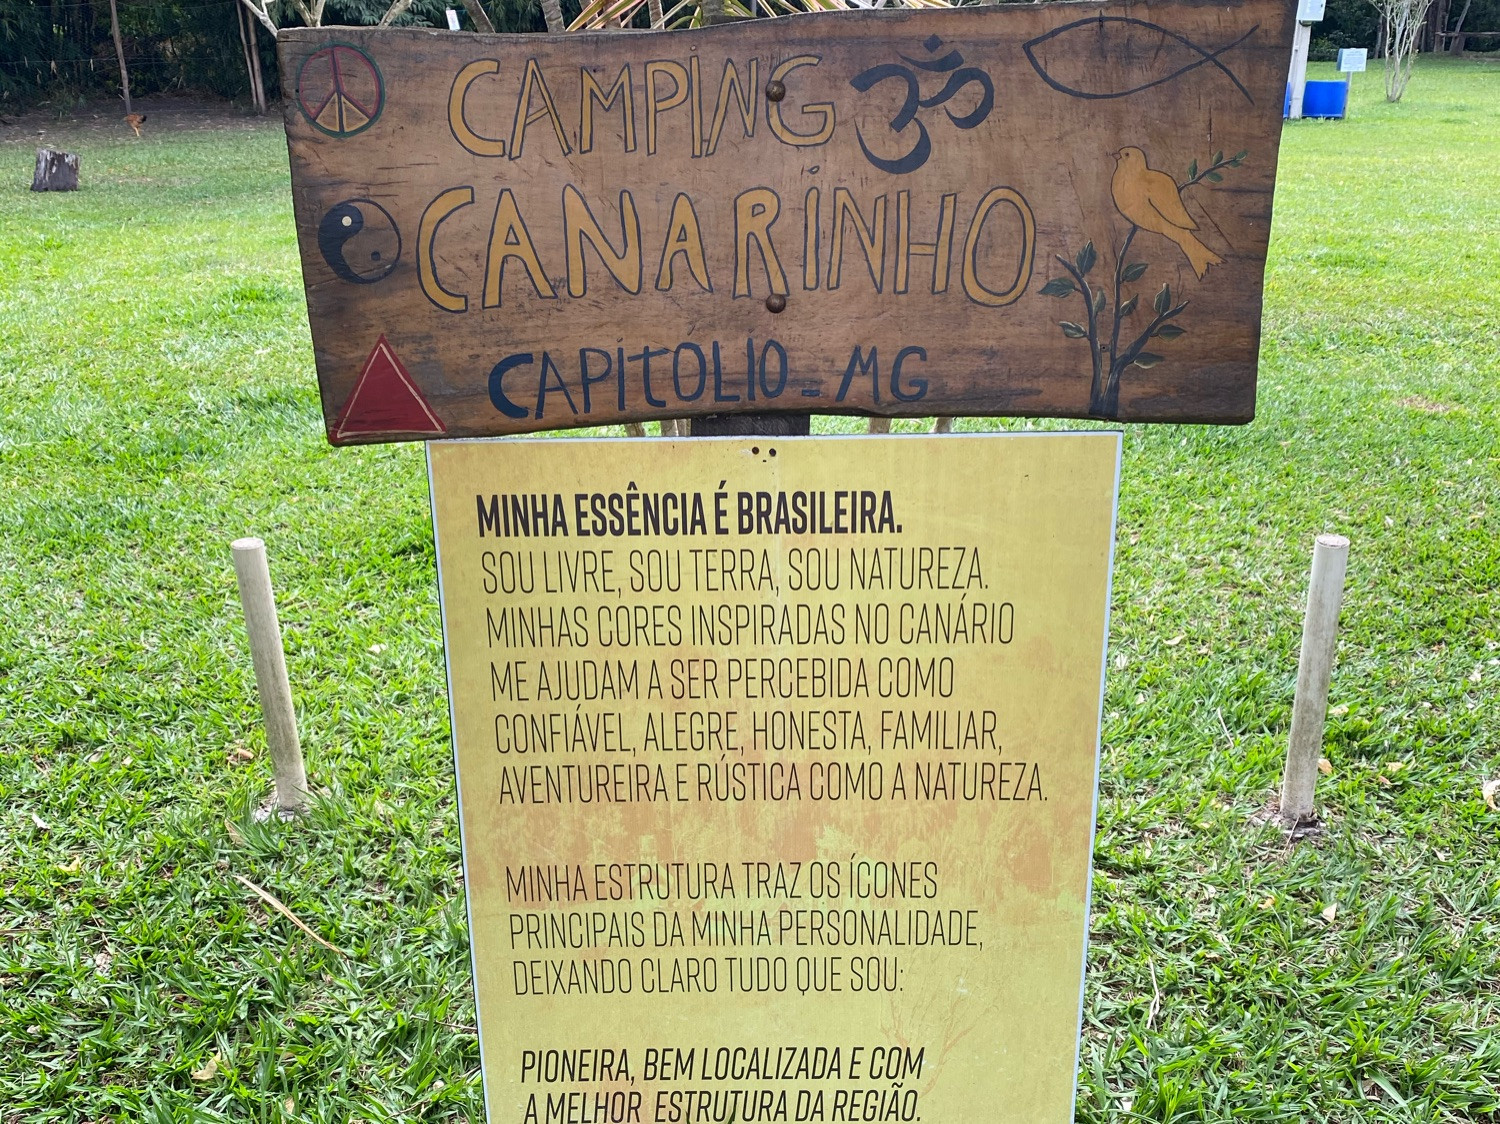 CAMPING ॐ
CANARINHO
CAPITOLIO - MG
MINHA ESSÊNCIA É BRASILEIRA.
SOU LIVRE, SOU TERRA, SOU NATUREZA.
MINHAS CORES INSPIRADAS NO CANÁRIO
ME AJUDAM A SER PERCEBIDA COMO
CONFIÁVEL, ALEGRE, HONESTA, FAMILIAR,
AVENTUREIRA E RÚSTICA COMO A NATUREZA.
MINHA ESTRUTURA TRAZ OS ÍCONES
PRINCIPAIS DA MINHA PERSONALIDADE,
DEIXANDO CLARO TUDO QUE SOU:
PIONEIRA, BEM LOCALIZADA E COM
A MELHOR ESTRUTURA DA REGIÃO.